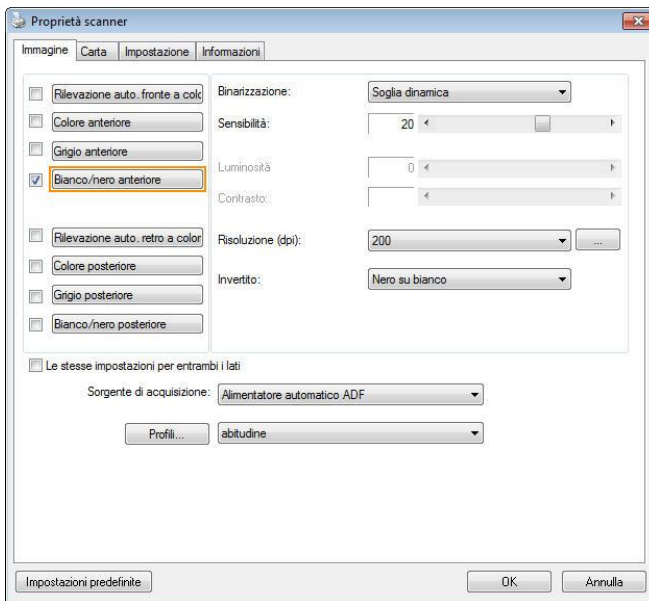 Proprietà scanner
Immagine Carta Impostazione Informazioni
Rilevazione auto. fronte a colo
Binarizzazione: Soglia dinamica
Colore anteriore
Sensibilità: 20
Grigio anteriore
Luminosità 0
Bianco/nero anteriore
Contrasto:
Rilevazione auto. retro a color
Risoluzione (dpi): 200 ...
Colore posteriore
Invertito: Nero su bianco
Grigio posteriore
Bianco/nero posteriore
Le stesse impostazioni per entrambi i lati
Sorgente di acquisizione: Alimentatore automatico ADF
Profili... abitudine
Impostazioni predefinite OK Annulla